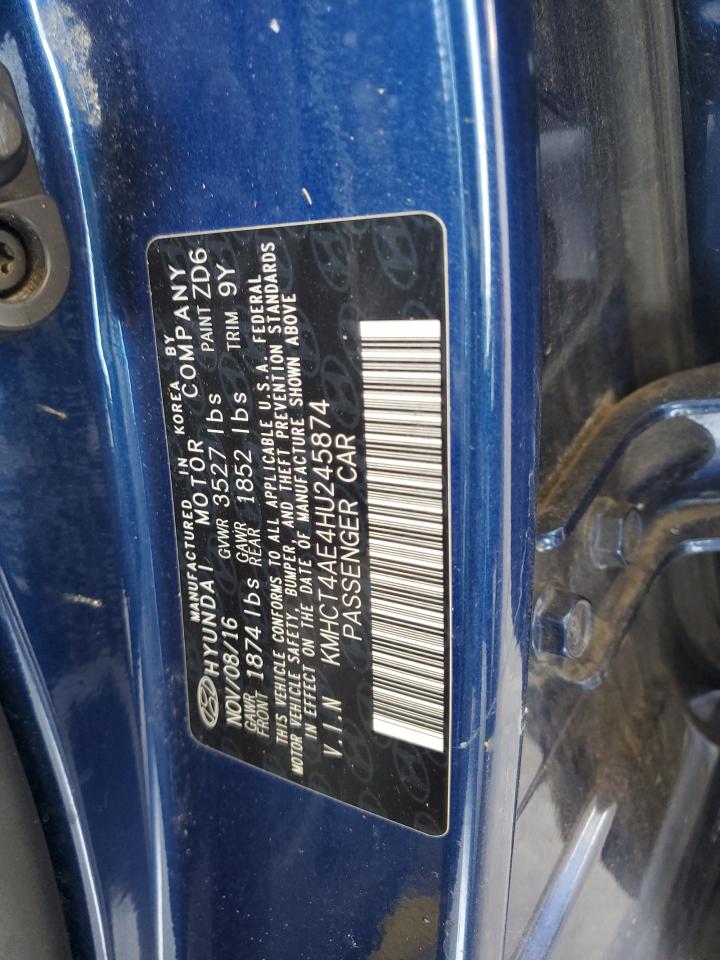 MANUFACTURED IN KOREA BY
HYUNDAI MOTOR COMPANY
NOV/08/16 GVWR 3527 lbs PAINT ZD6
GAWR FRONT 1874 lbs GAWR REAR 1852 lbs TRIM 9Y
THIS VEHICLE CONFORMS TO ALL APPLICABLE U.S.A. FEDERAL
MOTOR VEHICLE SAFETY, BUMPER, AND THEFT PREVENTION STANDARDS
IN EFFECT ON THE DATE OF MANUFACTURE SHOWN ABOVE
V.I.N KMHCT4AE4HU245874
PASSENGER CAR